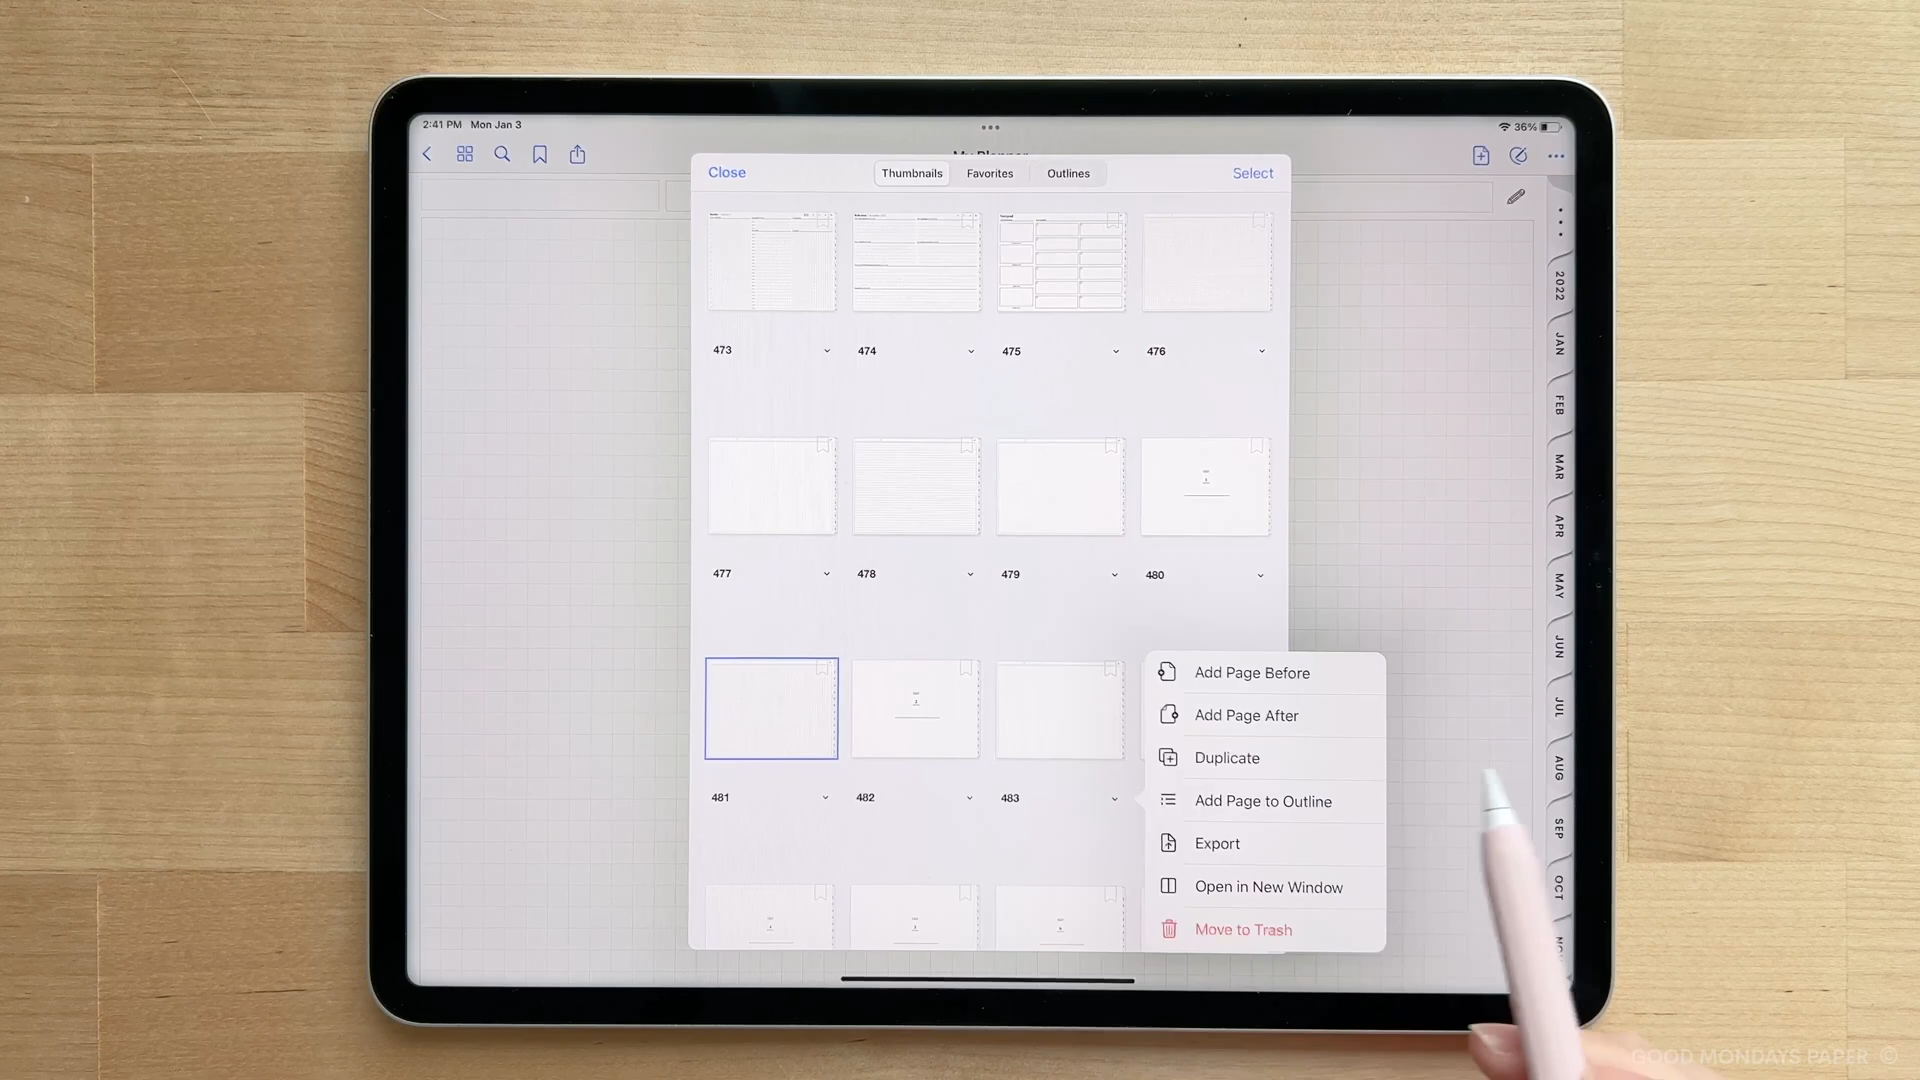 2:41 PM Mon Jan 3
36%
My Planner
Close
Thumbnails
Favorites
Outlines
Select
473
474
475
476
477
478
479
480
481
482
483
Add Page Before
Add Page After
Duplicate
Add Page to Outline
Export
Open in New Window
Move to Trash
2022
JAN
FEB
MAR
APR
MAY
JUN
JUL
AUG
SEP
OCT
GOOD MONDAYS PAPER ©